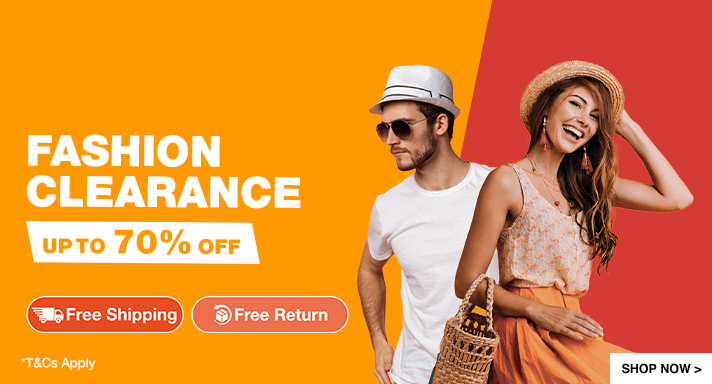 FASHION
CLEARANCE
UP TO 70% OFF
Free Shipping
Free Return
*T&Cs Apply
SHOP NOW >